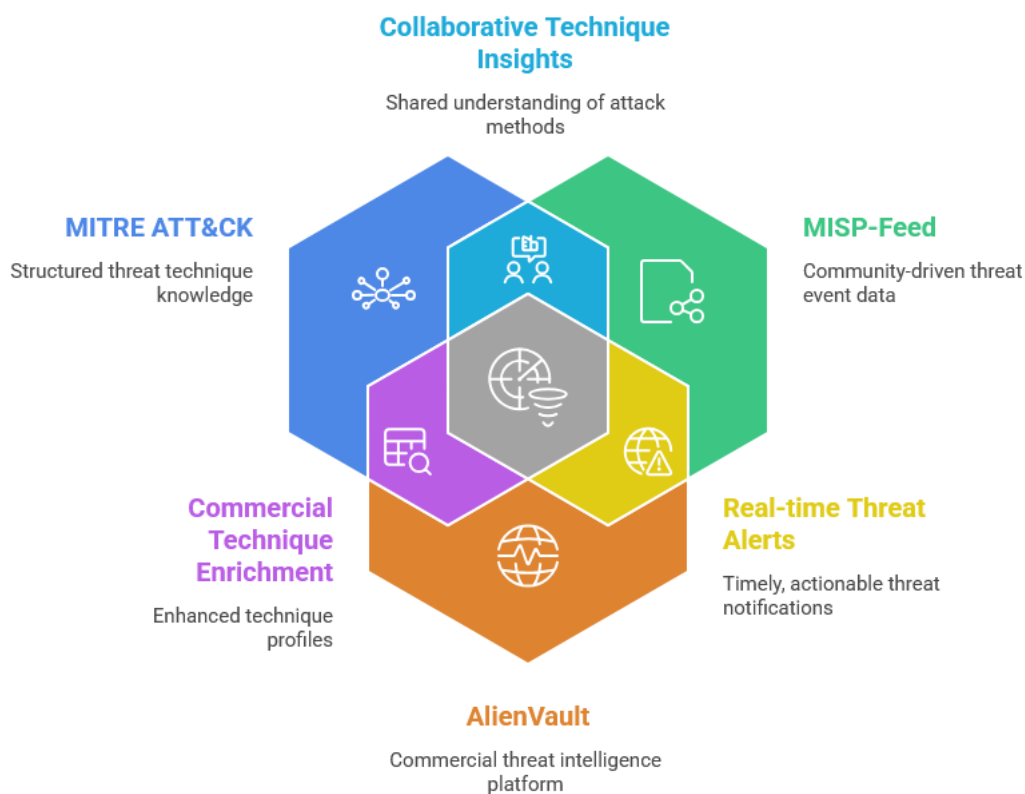 Collaborative Technique
Insights
Shared understanding of attack
methods
MITRE ATT&CK
Structured threat technique
knowledge
MISP-Feed
Community-driven threat
event data
Commercial
Technique
Enrichment
Enhanced technique
profiles
Real-time Threat
Alerts
Timely, actionable threat
notifications
AlienVault
Commercial threat intelligence
platform